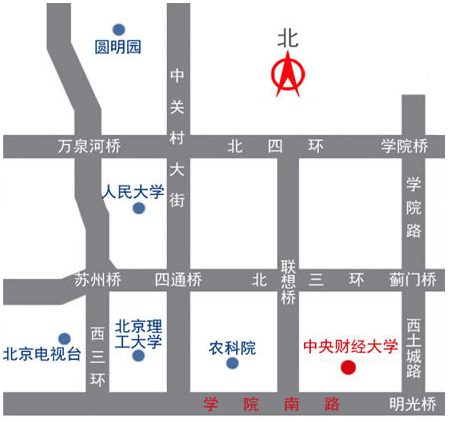 圆明园
北
中关村大街
万泉河桥
北四环
学院桥
人民大学
学院路
苏州桥
四通桥
北三环
联想桥
蓟门桥
西三环
北京电视台
北京理
工大学
农科院
中央财经大学
西土城路
学院南路
明光桥